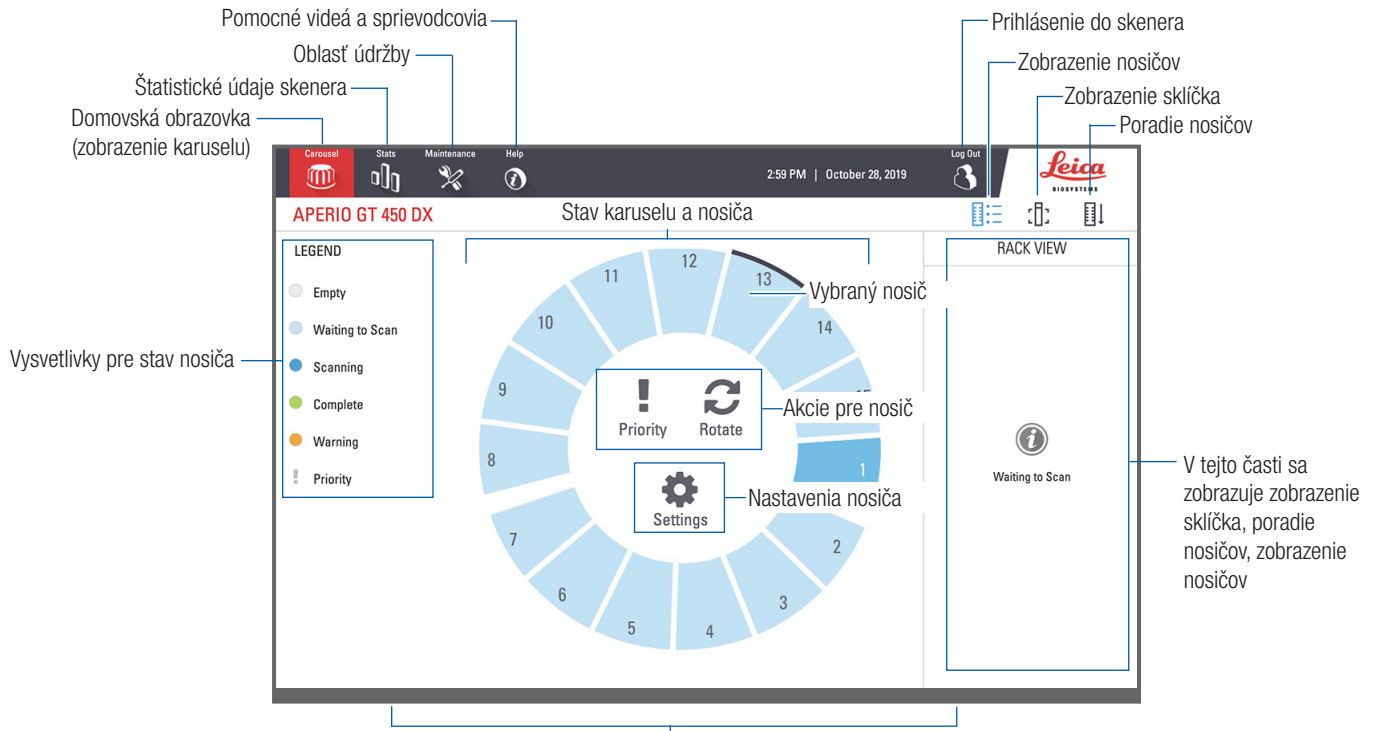 Pomocné videá a sprievodcovia
Prihlásenie do skenera
Oblasť údržby
Zobrazenie nosičov
Štatistické údaje skenera
Zobrazenie sklíčka
Domovská obrazovka
(zobrazenie karuselu)
Poradie nosičov
Carousel
Stats
Maintenance
Help
2:59 PM | October 28, 2019
Log Out
Leica
BIOSYSTEMS
APERIO GT 450 DX
Stav karuselu a nosiča
LEGEND
Empty
Waiting to Scan
Scanning
Complete
Warning
Priority
Vysvetlivky pre stav nosiča
12
11
13
Vybraný nosič
10
14
9
8
1
7
2
6
3
5
4
Priority
Rotate
Akcie pre nosič
Settings
Nastavenia nosiča
RACK VIEW
Waiting to Scan
V tejto časti sa
zobrazuje zobrazenie
sklíčka, poradie
nosičov, zobrazenie
nosičov